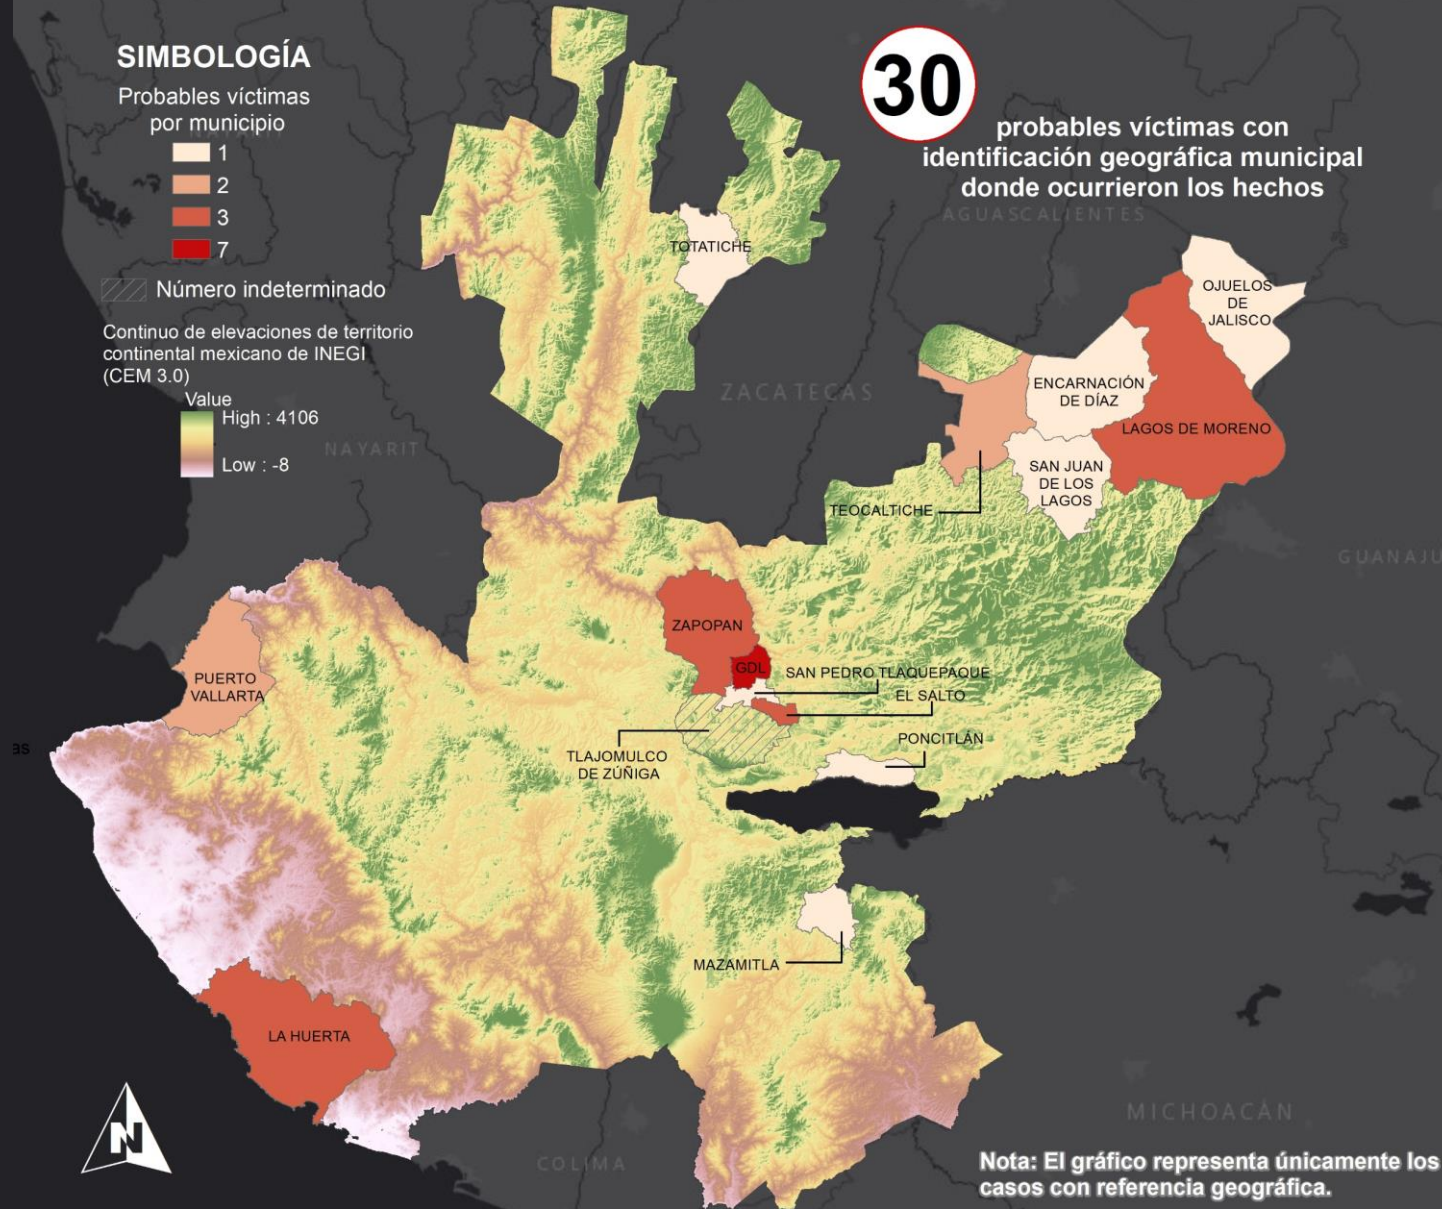 SIMBOLOGÍA
Probables víctimas
por municipio
1
2
3
7
Número indeterminado
Continuo de elevaciones de territorio
continental mexicano de INEGI
(CEM 3.0)
Value
High : 4106
Low : -8
30
probables víctimas con
identificación geográfica municipal
donde ocurrieron los hechos
AGUASCALIENTES
TOTATICHE
OJUELOS
DE
JALISCO
ZACATECAS
ENCARNACIÓN
DE DÍAZ
LAGOS DE MORENO
NAYARIT
SAN JUAN
DE LOS
LAGOS
TEOCALTICHE
GUANAJU
ZAPOPAN
GDL
SAN PEDRO TLAQUEPAQUE
EL SALTO
PUERTO
VALLARTA
PONCITLÁN
as
TLAJOMULCO
DE ZÚÑIGA
MAZAMITLA
LA HUERTA
MICHOACÁN
N
COLIMA
Nota: El gráfico representa únicamente los
casos con referencia geográfica.